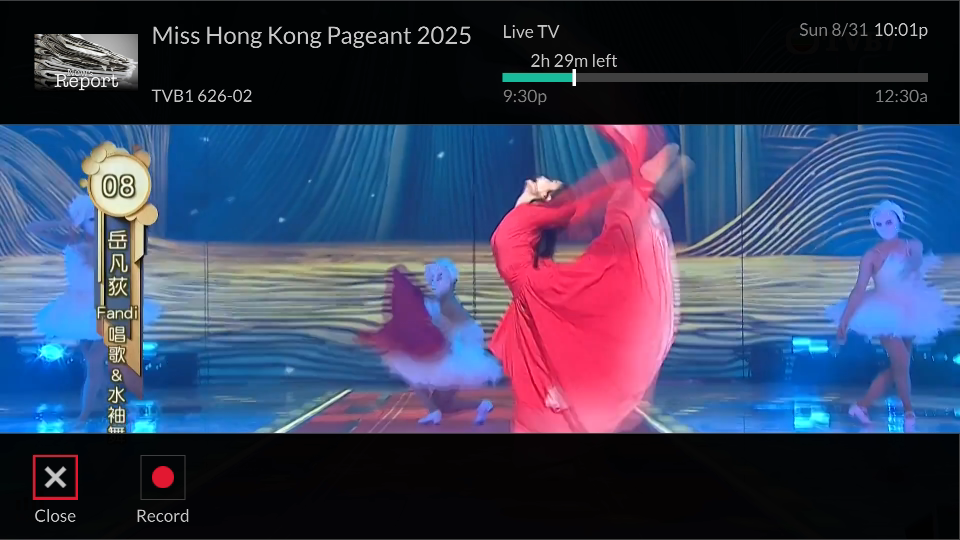 Miss Hong Kong Pageant 2025
Live TV
Sun 8/31 10:01p
2h 29m left
Report
TVB1 626-02
9:30p
12:30a
08
岳凡荻
Fandi
唱歌
&
水袖舞
Close
Record